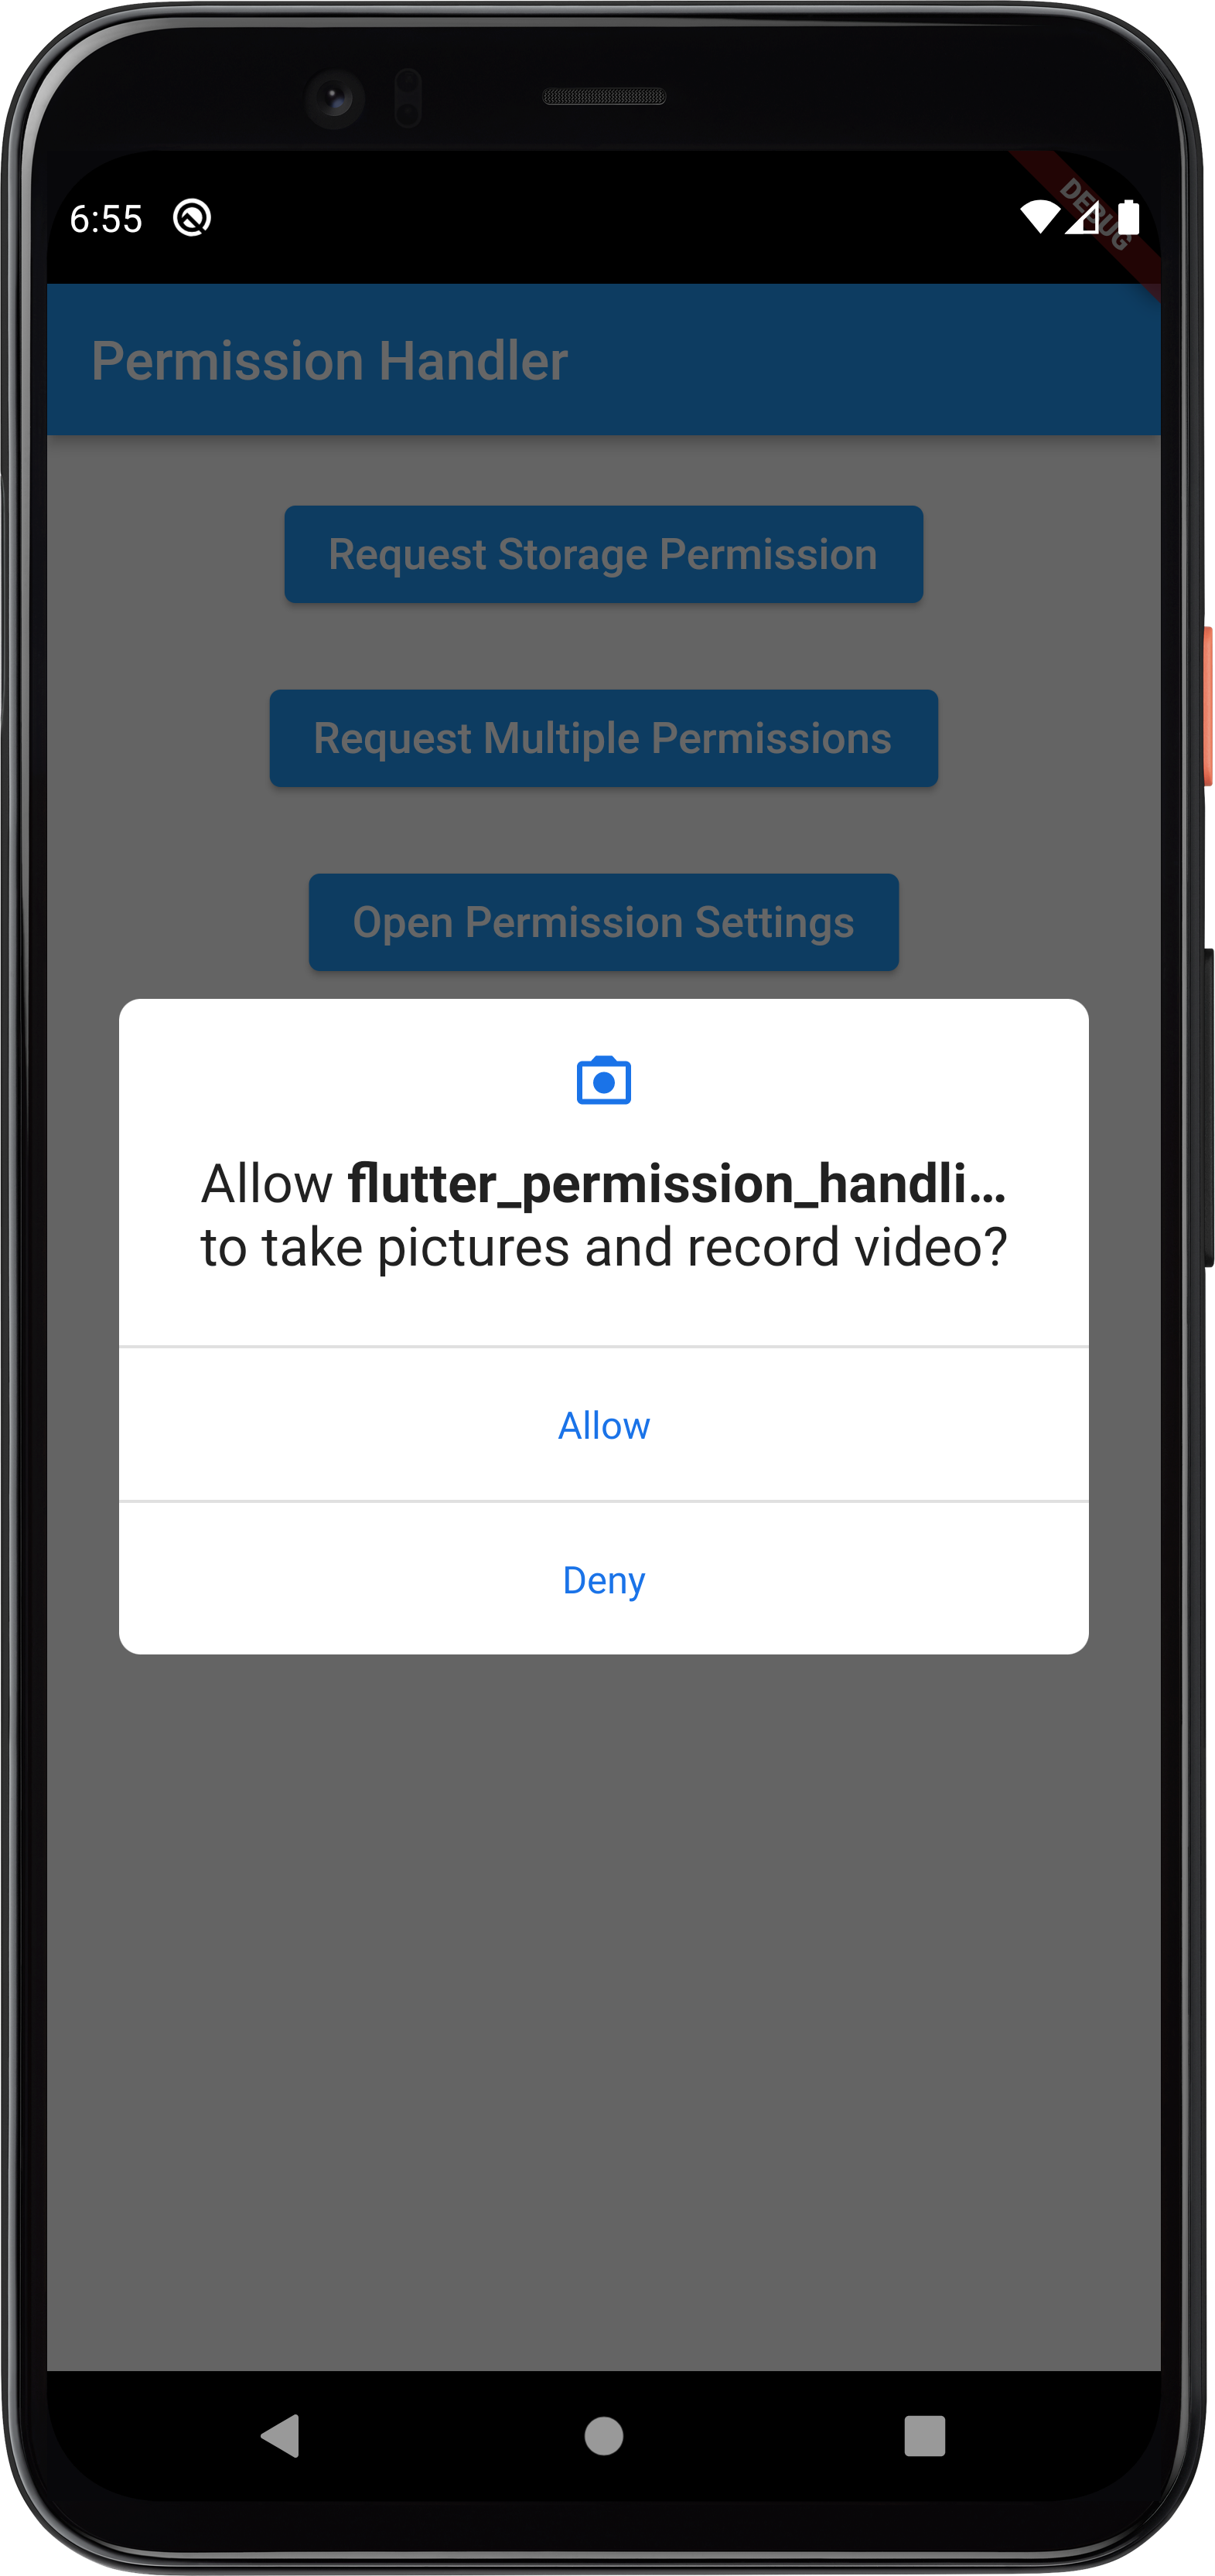 6:55
DEBUG
Permission Handler
Request Storage Permission
Request Multiple Permissions
Open Permission Settings
Allow flutter_permission_handli...
to take pictures and record video?
Allow
Deny